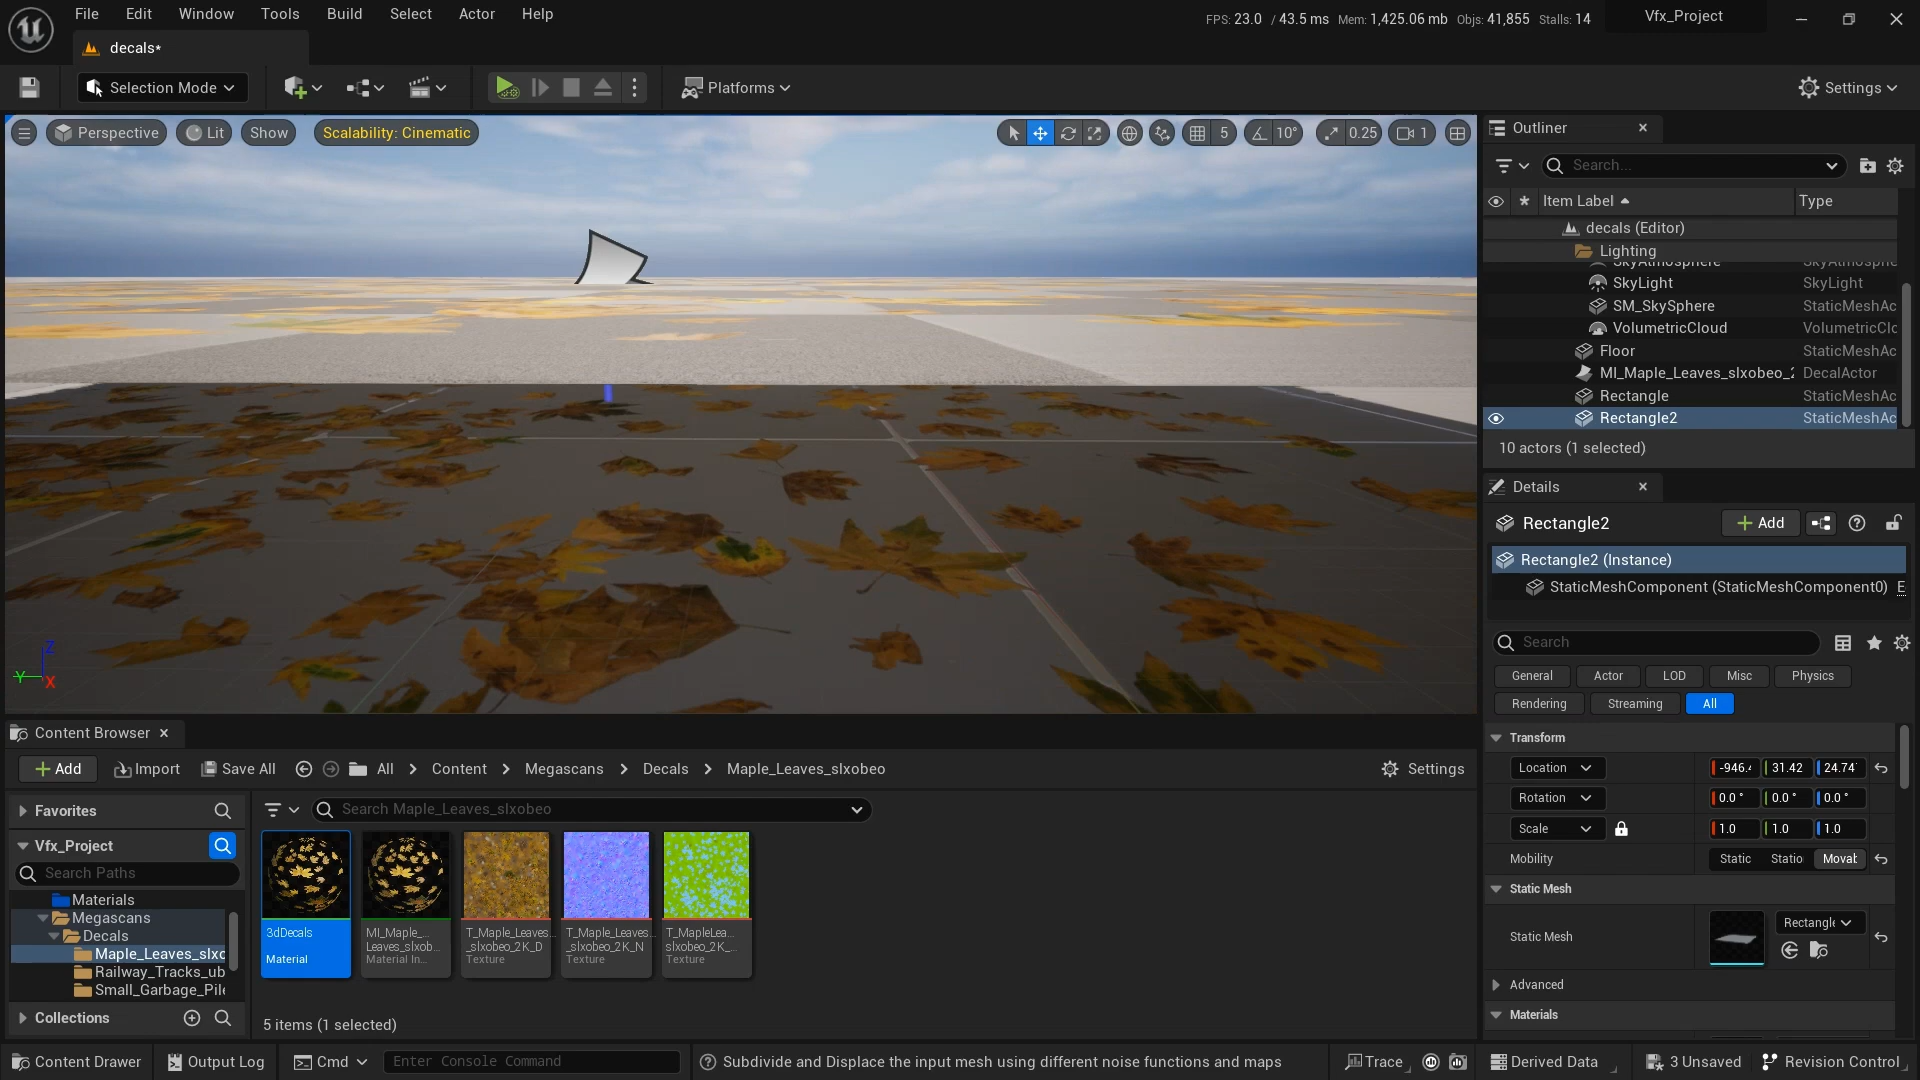 File Edit Window Tools Build Select Actor Help
FPS: 23.0 / 43.5 ms Mem: 1,425.06 mb Objs: 41,855 Stalls: 14
Vfx_Project
decals*
Selection Mode
Platforms
Settings
Perspective
Lit
Show
Scalability: Cinematic
5
10°
0.25
1
Z
Y
X
Outliner
Search...
Item Label
Type
decals (Editor)
Lighting
SkyAtmosphere SkyAtmosphe
SkyLight SkyLight
SM_SkySphere StaticMeshAc
VolumetricCloud VolumetricClc
Floor StaticMeshAc
MI_Maple_Leaves_slxobeo_2 DecalActor
Rectangle StaticMeshAc
Rectangle2 StaticMeshAc
10 actors (1 selected)
Details
Rectangle2
Add
Rectangle2 (Instance)
StaticMeshComponent (StaticMeshComponent0) E
Search
General Actor LOD Misc Physics
Rendering Streaming All
Transform
Location -946.4 31.42 24.74
Rotation 0.0 ° 0.0 ° 0.0 °
Scale 1.0 1.0 1.0
Mobility Static Statio Movab
Static Mesh
Static Mesh
Rectangle
Advanced
Materials
Content Browser
Add Import Save All All > Content > Megascans > Decals > Maple_Leaves_slxobeo
Settings
Favorites
Vfx_Project
Search Paths
Materials
Megascans
Decals
Maple_Leaves_slxo
Railway_Tracks_ub
Small_Garbage_Pile
Collections
Search Maple_Leaves_slxobeo
3dDecals
Material
MI_Maple_...
Leaves_slxob...
Material In...
T_Maple_Leaves...
_slxobeo_2K_D
Texture
T_Maple_Leaves...
_slxobeo_2K_N
Texture
T_MapleLea...
slxobeo_2K_...
Texture
5 items (1 selected)
Content Drawer
Output Log
Cmd
Enter Console Command
Subdivide and Displace the input mesh using different noise functions and maps
Trace
Derived Data
3 Unsaved
Revision Control